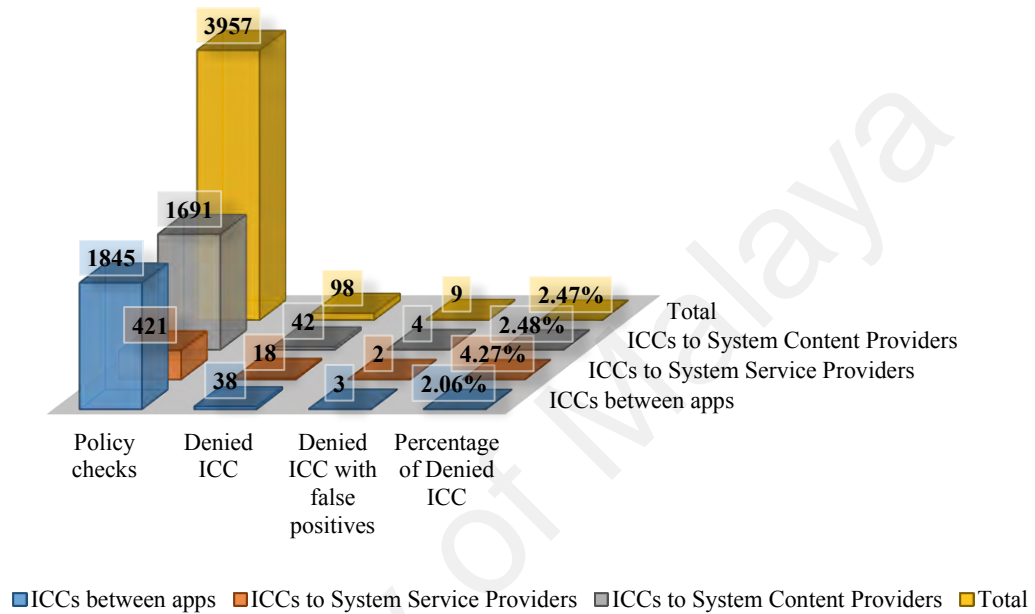 3957
1691
1845
421
98
9
2.47%
42
4
2.48%
18
2
4.27%
38
3
2.06%
Total
ICCs to System Content Providers
ICCs to System Service Providers
ICCs between apps
Policy
checks
Denied
ICC
Denied
ICC with
false
positives
Percentage
of Denied
ICC
of Malaya
ICCs between apps ICCs to System Service Providers ICCs to System Content Providers Total